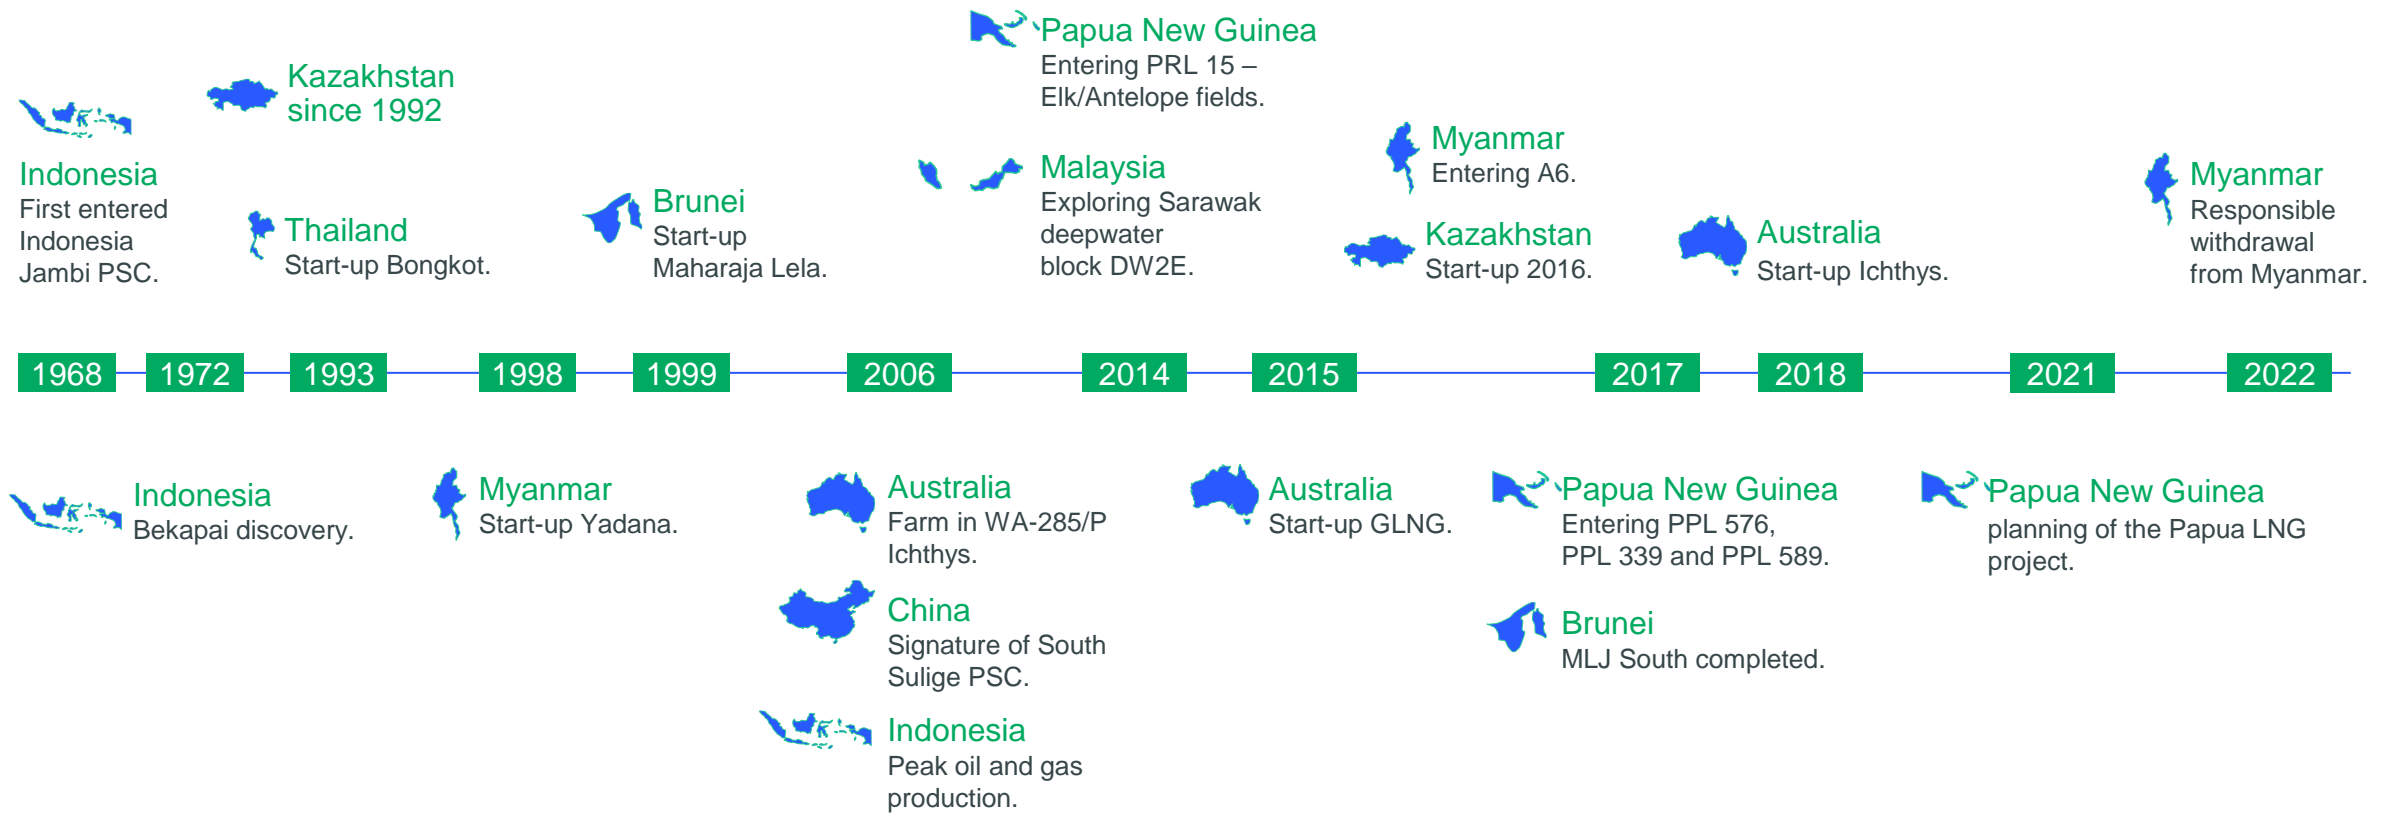 Papua New Guinea
Entering PRL 15 –
Elk/Antelope fields.
Kazakhstan
since 1992
Indonesia
First entered
Indonesia
Jambi PSC.
Thailand
Start-up Bongkot.
Brunei
Start-up
Maharaja Lela.
Malaysia
Exploring Sarawak
deepwater
block DW2E.
Myanmar
Entering A6.
Kazakhstan
Start-up 2016.
Australia
Start-up Ichthys.
Myanmar
Responsible
withdrawal
from Myanmar.
1968
1972
1993
1998
1999
2006
2014
2015
2017
2018
2021
2022
Indonesia
Bekapai discovery.
Myanmar
Start-up Yadana.
Australia
Farm in WA-285/P
Ichthys.
China
Signature of South
Sulige PSC.
Indonesia
Peak oil and gas
production.
Australia
Start-up GLNG.
Papua New Guinea
Entering PPL 576,
PPL 339 and PPL 589.
Brunei
MLJ South completed.
Papua New Guinea
planning of the Papua LNG
project.